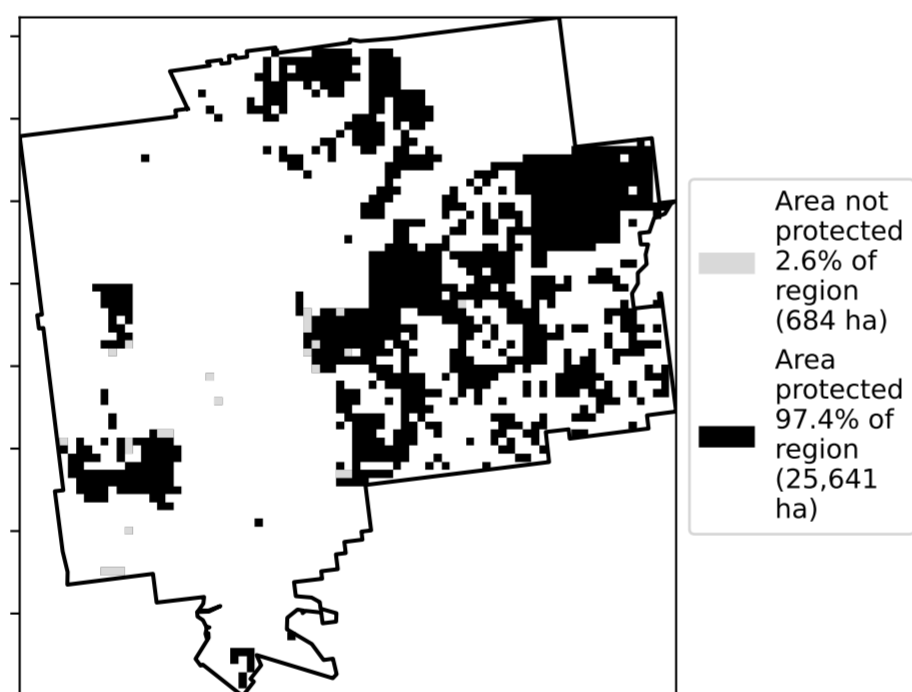 Area not
protected
2.6% of
region
(684 ha)
Area
protected
97.4% of
region
(25,641
ha)